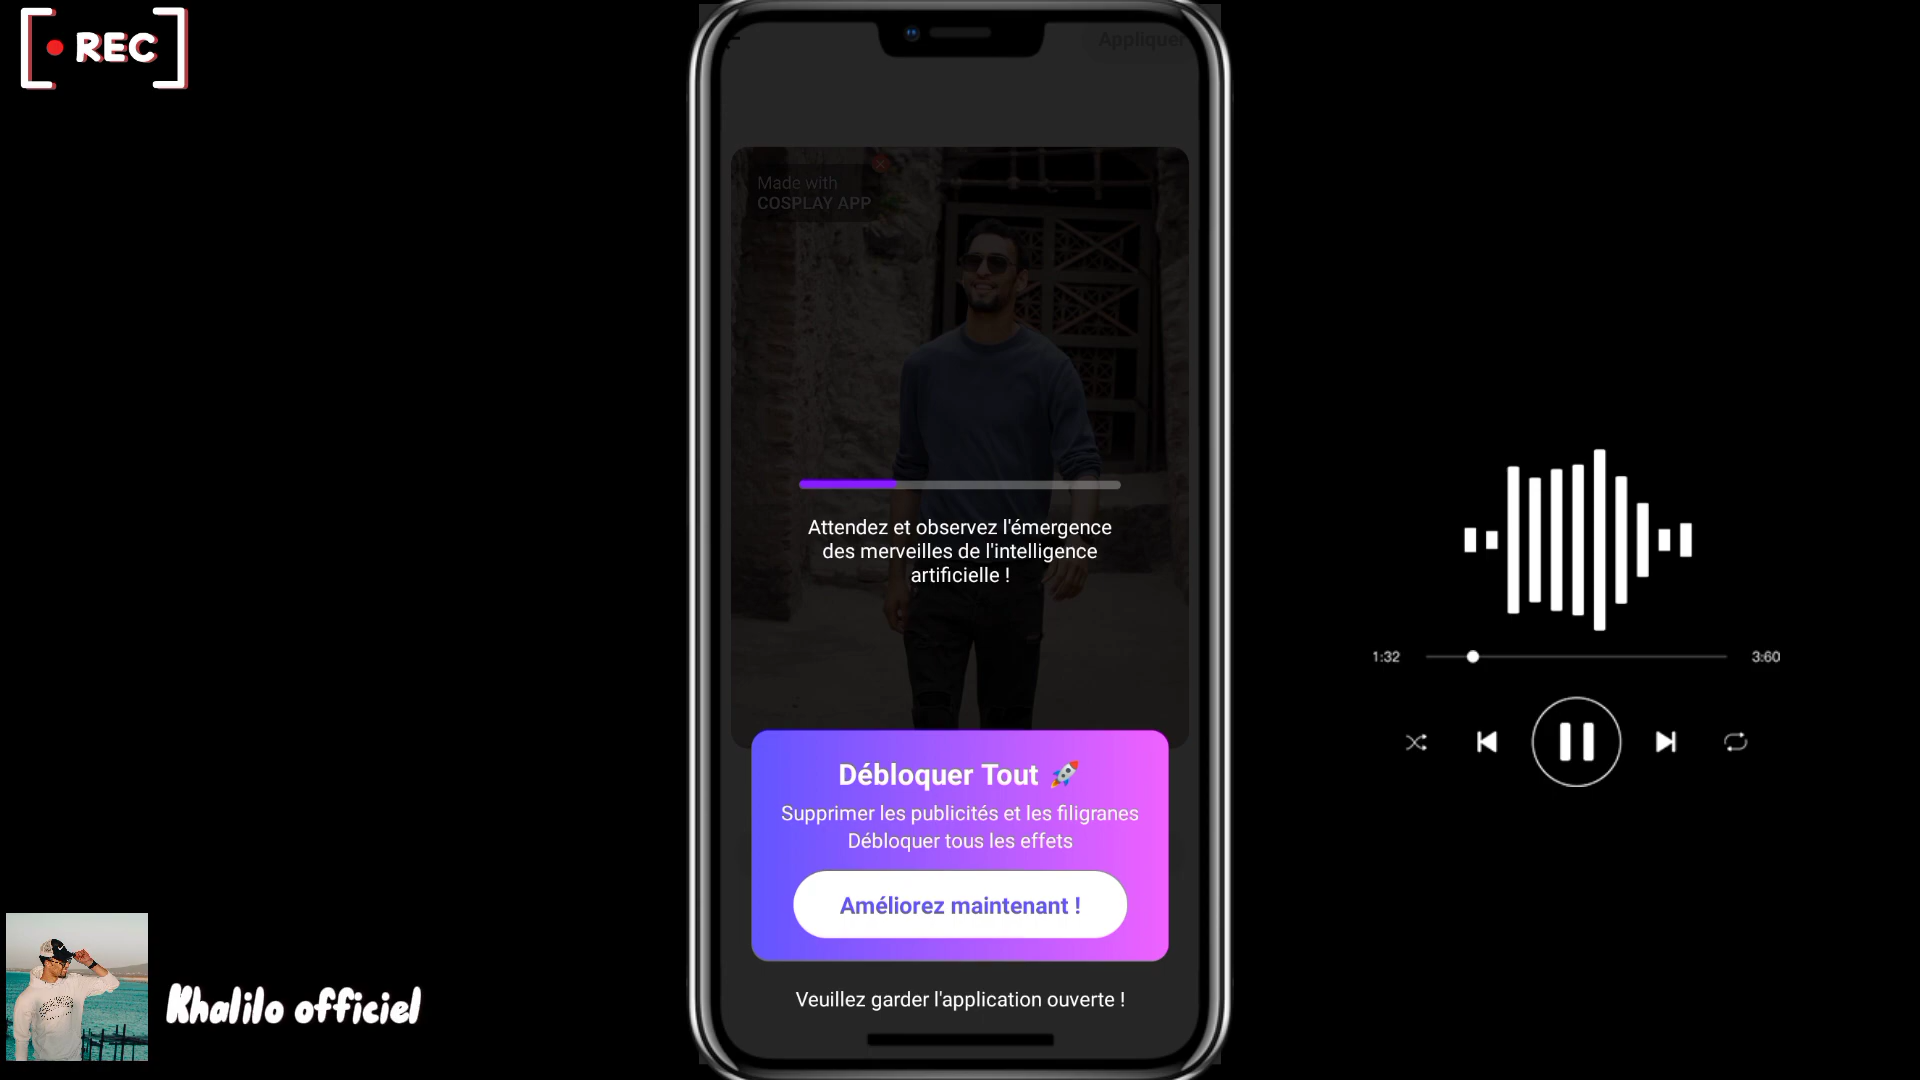 REC
Appliquer
Made with
COSPLAY APP
Attendez et observez l'émergence
des merveilles de l'intelligence
artificielle !
Débloquer Tout 🚀
Supprimer les publicités et les filigranes
Débloquer tous les effets
Améliorez maintenant !
Veuillez garder l'application ouverte !
1:32
3:60
Khalilo officiel